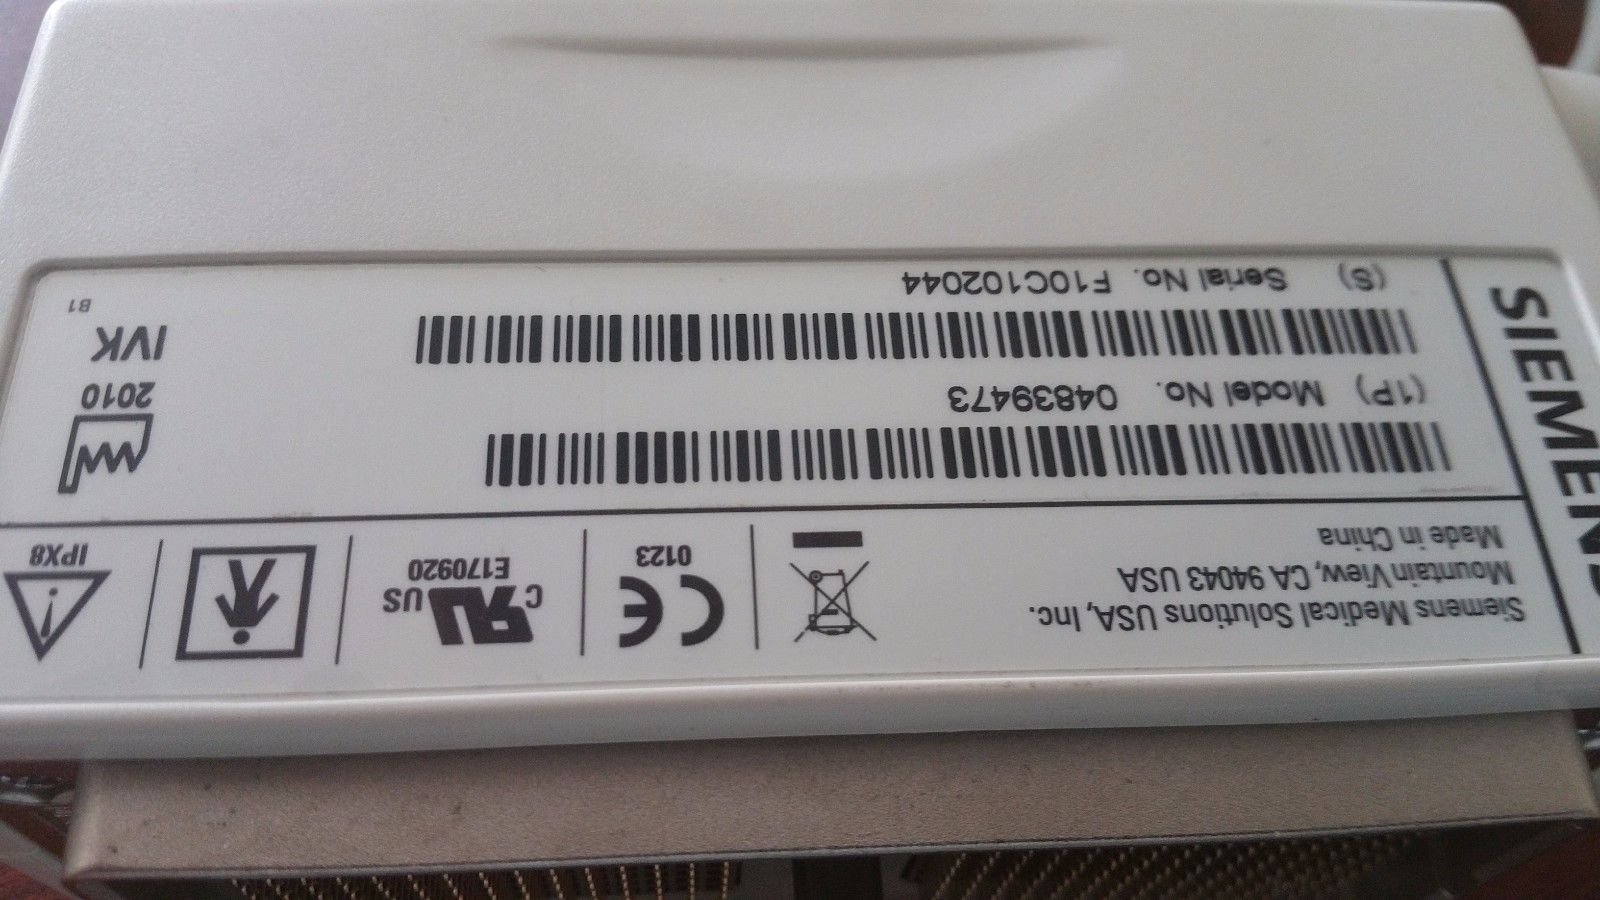 SIEMENS
Siemens Medical Solutions USA, Inc.
Mountain View, CA 94043 USA
Made in China
0123
C US
E170920
IPX8
(1P) Model No. 04839473
2010
(S) Serial No. F10C102044
IVK
B1